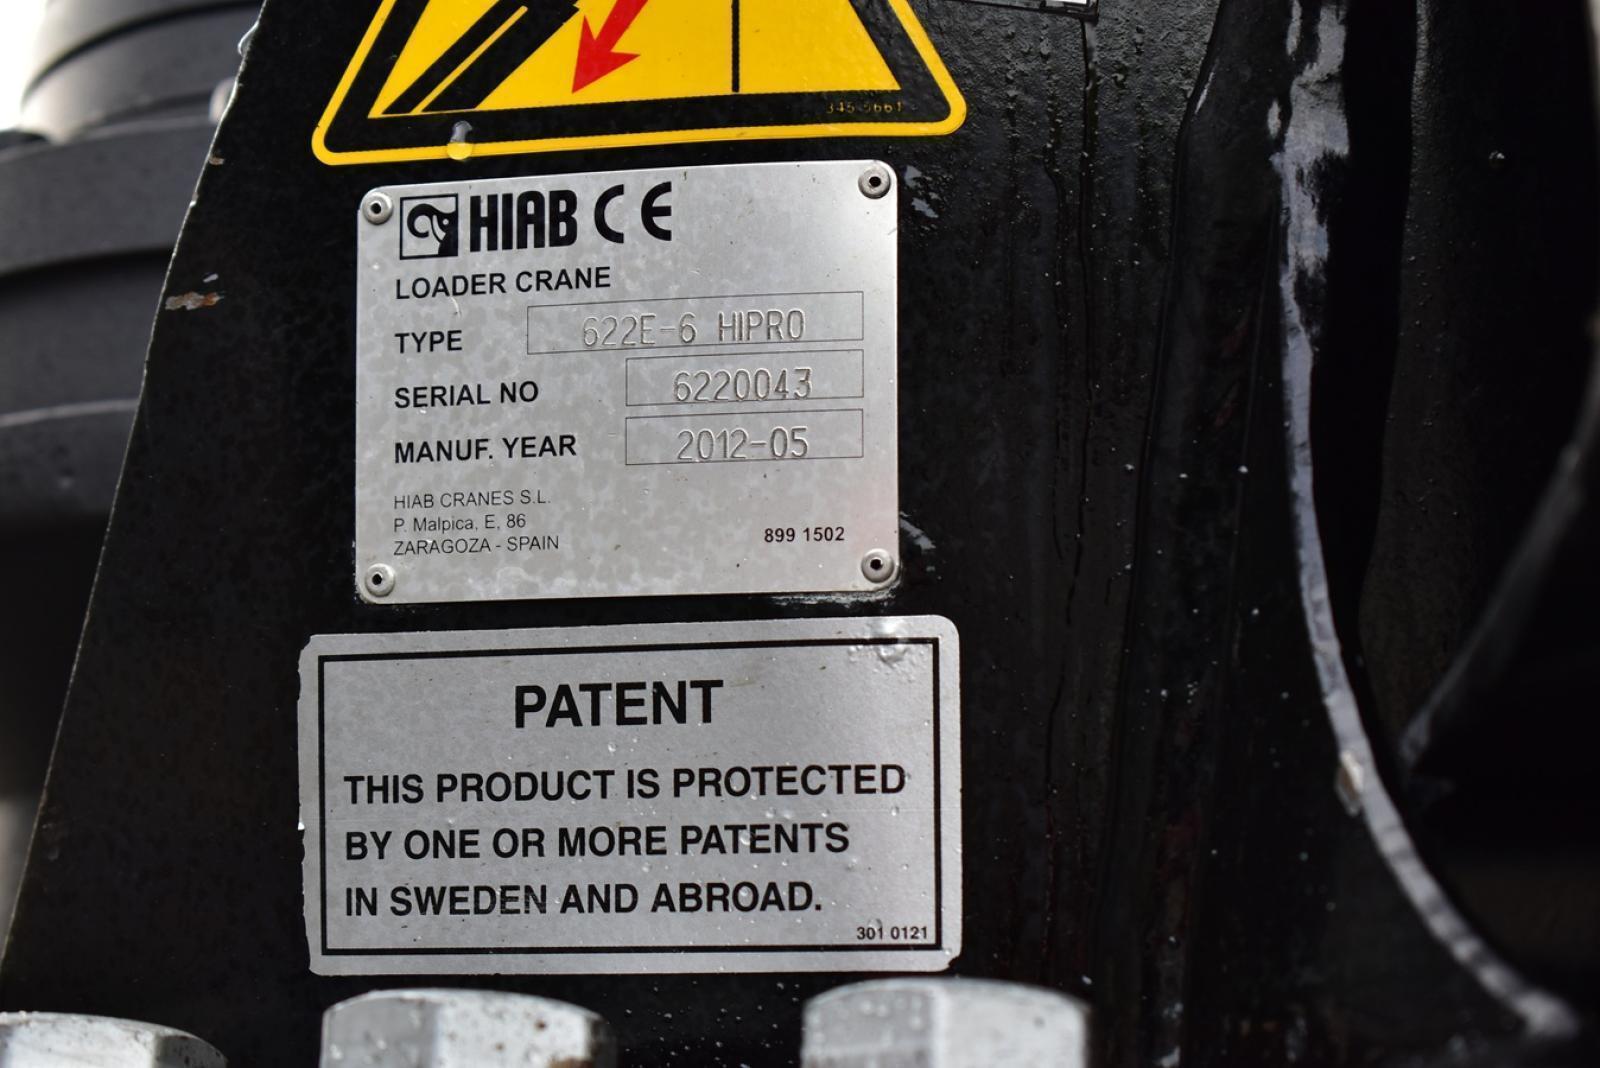 345 5661
HIAB CE
LOADER CRANE
TYPE 622E-6 HIPRO
SERIAL NO 6220043
MANUF. YEAR 2012-05
HIAB CRANES S.L.
P. Malpica, E, 86
ZARAGOZA - SPAIN
899 1502
PATENT
THIS PRODUCT IS PROTECTED
BY ONE OR MORE PATENTS
IN SWEDEN AND ABROAD.
301 0121